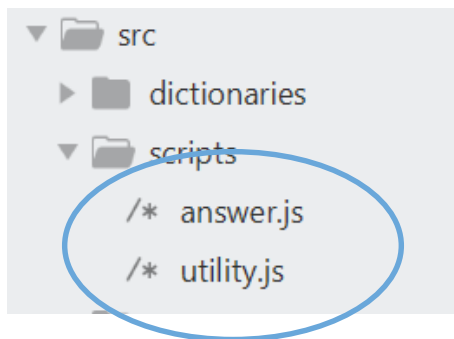 src
dictionaries
scripts
/* answer.js
/* utility.js